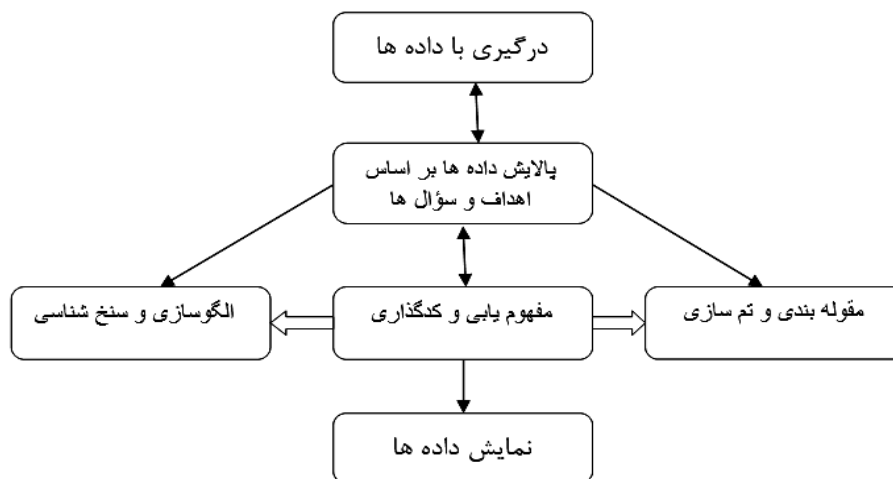 درگیری با داده ها
پالایش داده ها بر اساس
اهداف و سؤال ها
مقوله بندی و تم سازی
مفهوم یابی و کدگذاری
الگوسازی و سنخ شناسی
نمایش داده ها